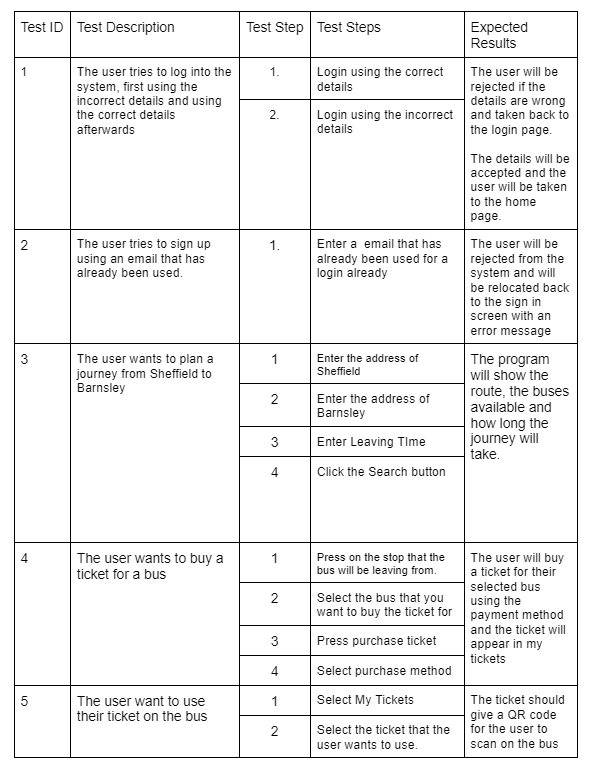 Test ID Test Description Test Step Test Steps Expected
Results
1
The user tries to log into the
system, first using the
incorrect details and using
the correct details
afterwards
1.
Login using the correct
details
2.
Login using the incorrect
details
The user will be
rejected if the
details are wrong
and taken back to
the login page.
The details will be
accepted and the
user will be taken
to the home
page.
2
The user tries to sign up
using an email that has
already been used.
1.
Enter a email that has
already been used for a
login already
The user will be
rejected from the
system and will
be relocated back
to the sign in
screen with an
error message
3
The user wants to plan a
journey from Sheffield to
Barnsley
1
Enter the address of
Sheffield
2
Enter the address of
Barnsley
3
Enter Leaving TIme
4
Click the Search button
The program
will show the
route, the buses
available and
how long the
journey will
take.
4
The user wants to buy a
ticket for a bus
1
Press on the stop that the
bus will be leaving from.
2
Select the bus that you
want to buy the ticket for
3
Press purchase ticket
4
Select purchase method
The user will buy
a ticket for their
selected bus
using the
payment method
and the ticket will
appear in my
tickets
5
The user want to use
their ticket on the bus
1
Select My Tickets
2
Select the ticket that the
user wants to use.
The ticket should
give a QR code
for the user to
scan on the bus